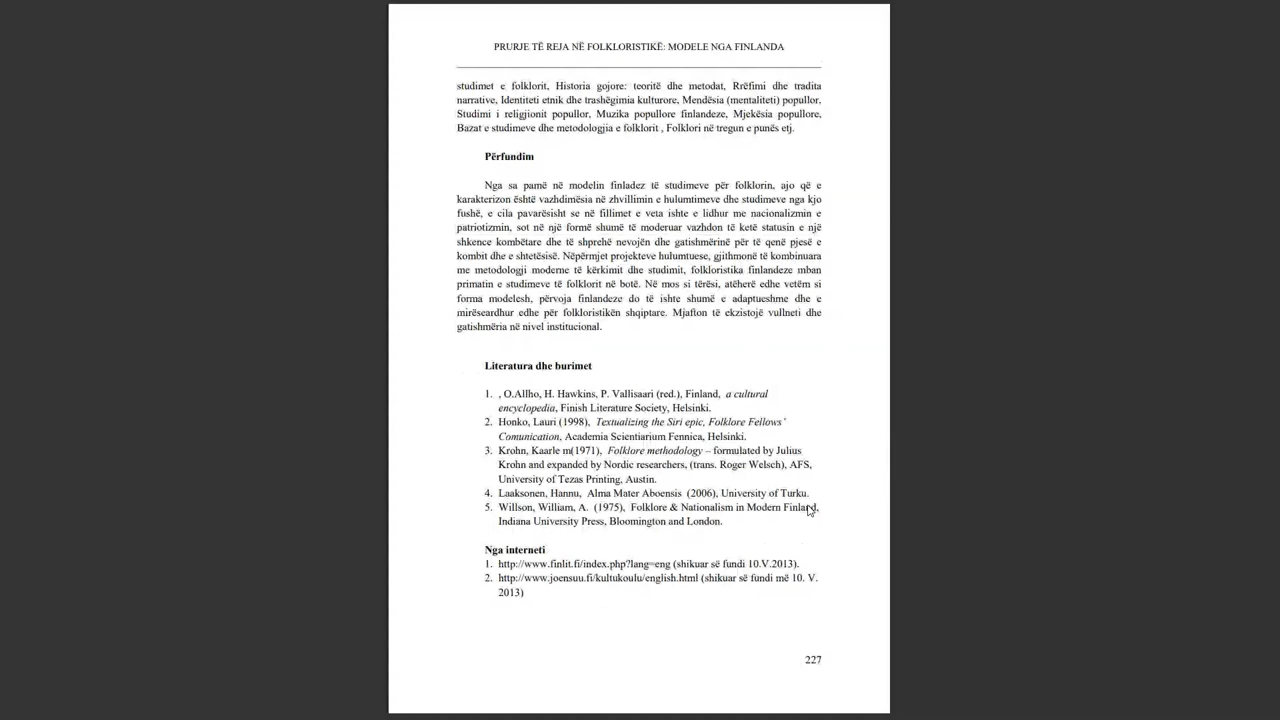 PRURJE TË REJA NË FOLKLORISTIKË: MODELE NGA FINLANDA
studimet e folklorit, Historia gojore: teoritë dhe metodat, Rrëfimi dhe tradita
narrative, Identiteti etnik dhe trashëgimia kulturore, Mendësia (mentaliteti) popullor,
Studimi i religjionit popullor, Muzika popullore finlandeze, Mjekësia popullore,
Bazat e studimeve dhe metodologjia e folklorit , Folklori në tregun e punës etj.
Përfundim
Nga sa pamë në modelin finladez të studimeve për folklorin, ajo që e
karakterizon është vazhdimësia në zhvillimin e hulumtimeve dhe studimeve nga kjo
fushë, e cila pavarësisht se në fillimet e veta ishte e lidhur me nacionalizmin e
patriotizmin, sot në një formë shumë të moderuar vazhdon të ketë statusin e një
shkence kombëtare dhe të shprehë nevojën dhe gatishmërinë për të qenë pjesë e
kombit dhe e shtetësisë. Nëpërmjet projekteve hulumtuese, gjithmonë të kombinuara
me metodologji moderne të kërkimit dhe studimit, folkloristika finlandeze mban
primatin e studimeve të folklorit në botë. Në mos si tërësi, atëherë edhe vetëm si
forma modelesh, përvoja finlandeze do të ishte shumë e adaptueshme dhe e
mirëseardhur edhe për folkloristikën shqiptare. Mjafton të ekzistojë vullneti dhe
gatishmëria në nivel institucional.
Literatura dhe burimet
1. , O.Allho, H. Hawkins, P. Vallisaari (red.), Finland, a cultural
encyclopedia, Finish Literature Society, Helsinki.
2. Honko, Lauri (1998), Textualizing the Siri epic, Folklore Fellows’
Comunication, Academia Scientiarium Fennica, Helsinki.
3. Krohn, Kaarle m(1971), Folklore methodology – formulated by Julius
Krohn and expanded by Nordic researchers, (trans. Roger Welsch), AFS,
University of Tezas Printing, Austin.
4. Laaksonen, Hannu, Alma Mater Aboensis (2006), University of Turku.
5. Willson, William, A. (1975), Folklore & Nationalism in Modern Finland,
Indiana University Press, Bloomington and London.
Nga interneti
1. http://www.finlit.fi/index.php?lang=eng (shikuar së fundi 10.V.2013).
2. http://www.joensuu.fi/kultukoulu/english.html (shikuar së fundi më 10. V.
2013)
227